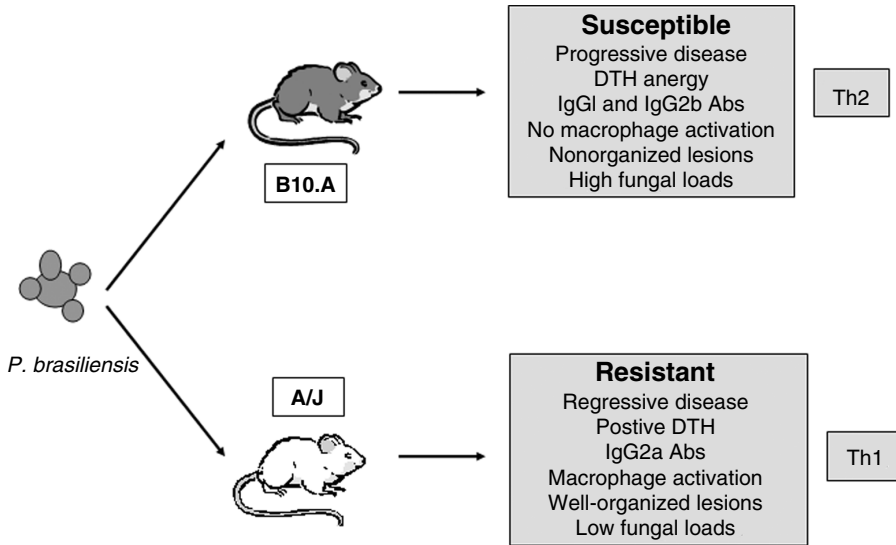 Susceptible
Progressive disease
DTH anergy
IgGl and IgG2b Abs
No macrophage activation
Nonorganized lesions
High fungal loads
Th2
B10.A
P. brasiliensis
A/J
Resistant
Regressive disease
Postive DTH
IgG2a Abs
Macrophage activation
Well-organized lesions
Low fungal loads
Th1